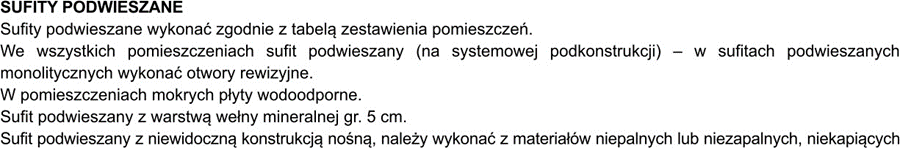 SUFITY PODWIESZANE
Sufity podwieszane wykonać zgodnie z tabelą zestawienia pomieszczeń.
We wszystkich pomieszczeniach sufit podwieszany (na systemowej podkonstrukcji) – w sufitach podwieszanych
monolitycznych wykonać otwory rewizyjne.
W pomieszczeniach mokrych płyty wodoodporne.
Sufit podwieszany z warstwą wełny mineralnej gr. 5 cm.
Sufit podwieszany z niewidoczną konstrukcją nośną, należy wykonać z materiałów niepalnych lub niezapalnych, niekapiących